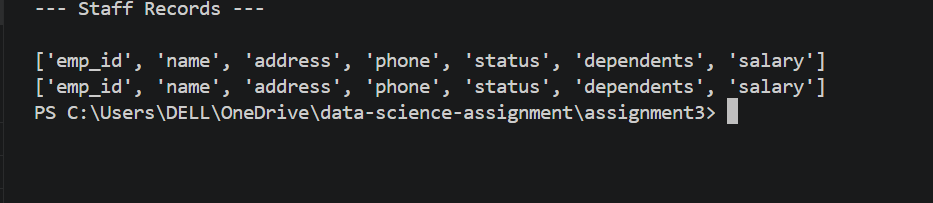 --- Staff Records ---
['emp_id', 'name', 'address', 'phone', 'status', 'dependents', 'salary']
['emp_id', 'name', 'address', 'phone', 'status', 'dependents', 'salary']
PS C:\Users\DELL\OneDrive\data-science-assignment\assignment3>